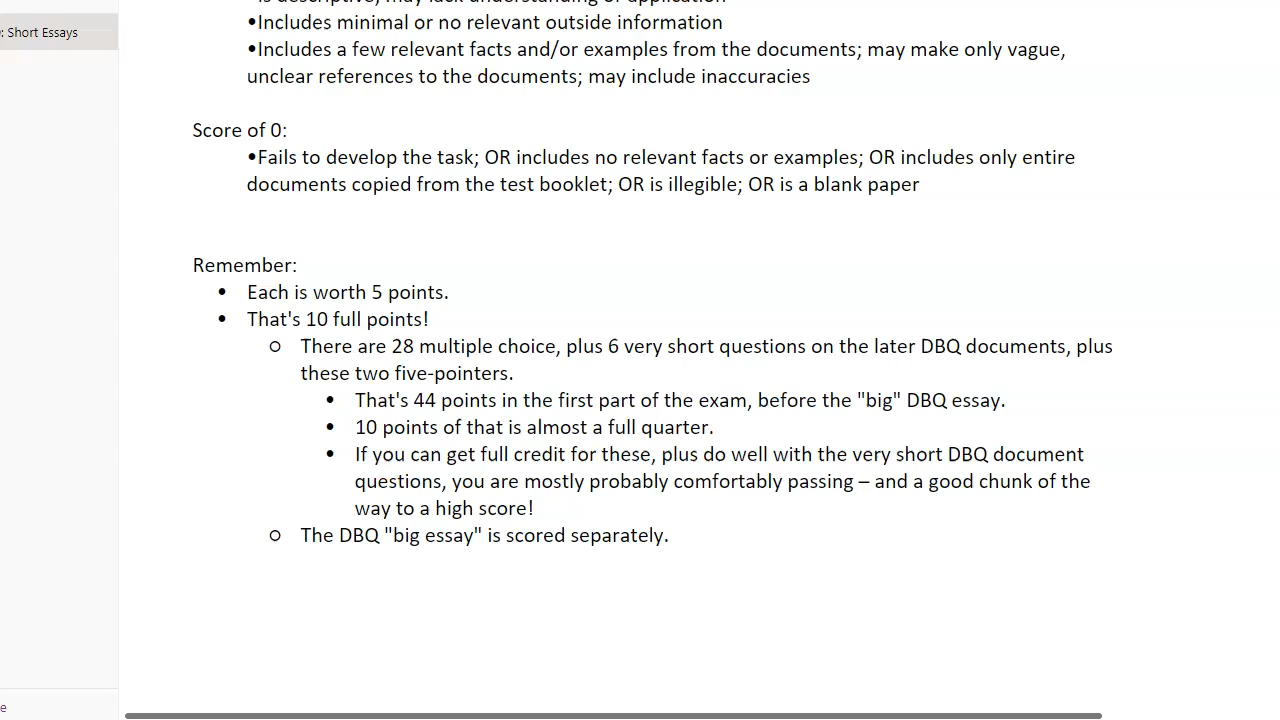 is descriptive; may lack understanding or application
: Short Essays
•Includes minimal or no relevant outside information
•Includes a few relevant facts and/or examples from the documents; may make only vague,
unclear references to the documents; may include inaccuracies
Score of 0:
•Fails to develop the task; OR includes no relevant facts or examples; OR includes only entire
documents copied from the test booklet; OR is illegible; OR is a blank paper
Remember:
• Each is worth 5 points.
• That's 10 full points!
○ There are 28 multiple choice, plus 6 very short questions on the later DBQ documents, plus
these two five-pointers.
• That's 44 points in the first part of the exam, before the "big" DBQ essay.
• 10 points of that is almost a full quarter.
• If you can get full credit for these, plus do well with the very short DBQ document
questions, you are mostly probably comfortably passing – and a good chunk of the
way to a high score!
○ The DBQ "big essay" is scored separately.
e